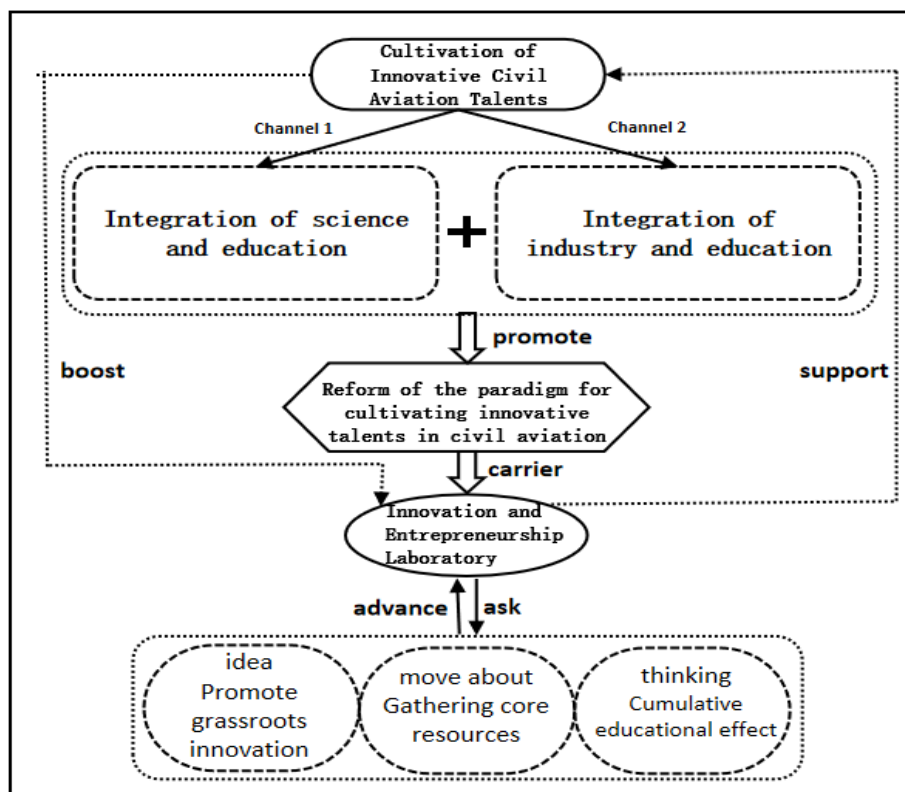 Cultivation of
Innovative Civil
Aviation Talents
Channel 1
Channel 2
Integration of science
and education
+
Integration of
industry and education
promote
boost
support
Reform of the paradigm for
cultivating innovative
talents in civil aviation
carrier
Innovation and
Entrepreneurship
Laboratory
advance
ask
idea
Promote
grassroots
innovation
move about
Gathering core
resources
thinking
Cumulative
educational effect